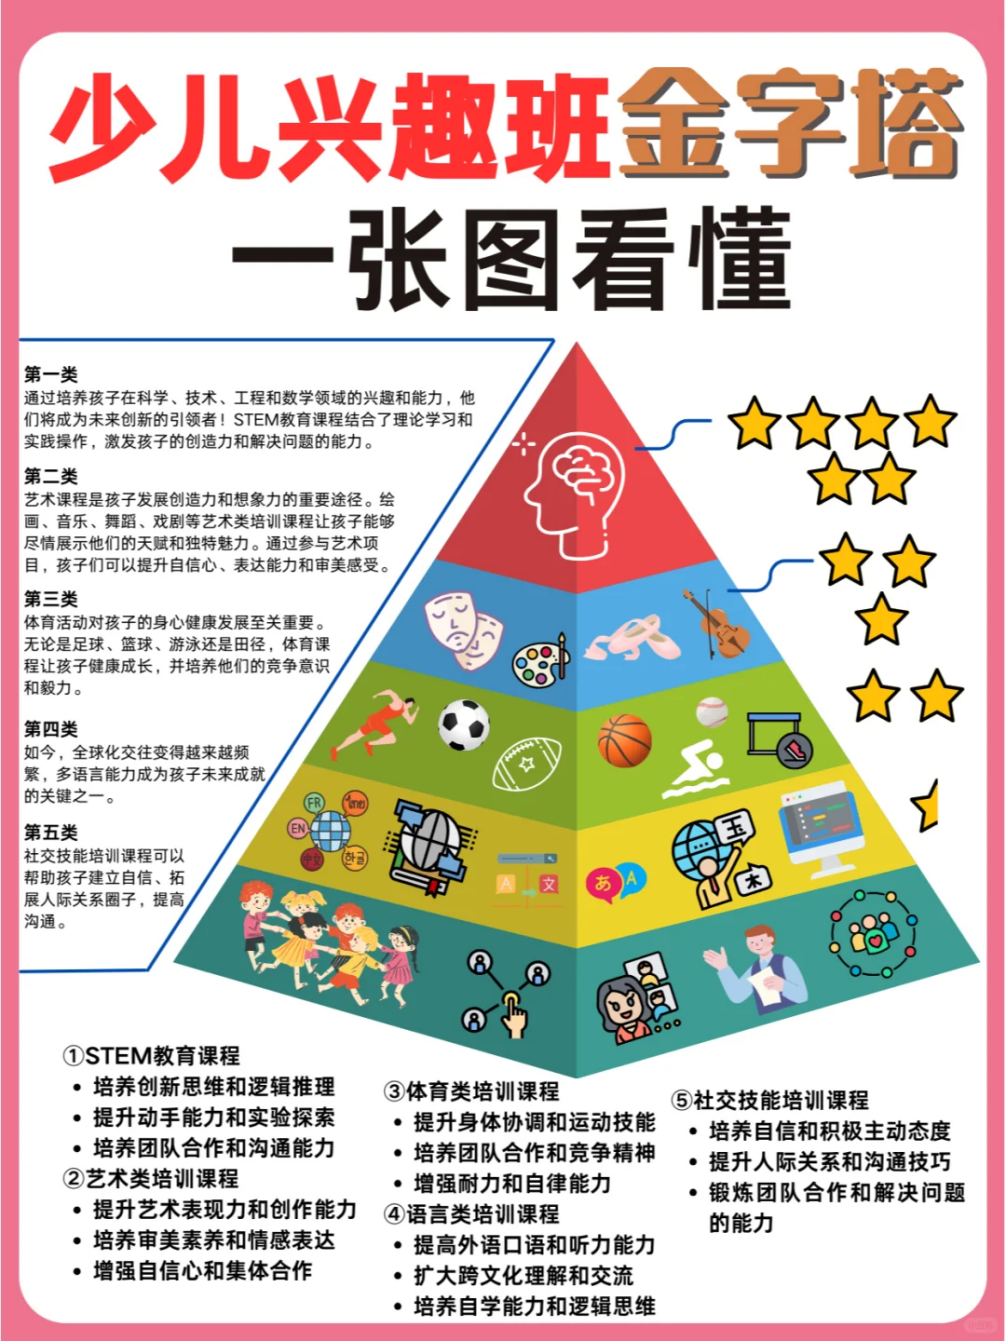 少儿兴趣班金字塔
一张图看懂
第一类
通过培养孩子在科学、技术、工程和数学领域的兴趣和能力，他
们将成为未来创新的引领者！STEM教育课程结合了理论学习和
实践操作，激发孩子的创造力和解决问题的能力。
第二类
艺术课程是孩子发展创造力和想象力的重要途径。绘
画、音乐、舞蹈、戏剧等艺术类培训课程让孩子能够
尽情展示他们的天赋和独特魅力。通过参与艺术项
目，孩子们可以提升自信心、表达能力和审美感受。
第三类
体育活动对孩子的身心健康发展至关重要。
无论是足球、篮球、游泳还是田径，体育课
程让孩子健康成长，并培养他们的竞争意识
和毅力。
第四类
如今，全球化交往变得越来越频
繁，多语言能力成为孩子未来成就
的关键之一。
第五类
社交技能培训课程可以
帮助孩子建立自信、拓
展人际关系圈子，提高
沟通。
FR
ไทย
EN
中文
한글
A
文
あ
A
玉
木
①STEM教育课程
• 培养创新思维和逻辑推理
• 提升动手能力和实验探索
• 培养团队合作和沟通能力
②艺术类培训课程
• 提升艺术表现力和创作能力
• 培养审美素养和情感表达
• 增强自信心和集体合作
③体育类培训课程
• 提升身体协调和运动技能
• 培养团队合作和竞争精神
• 增强耐力和自律能力
④语言类培训课程
• 提高外语口语和听力能力
• 扩大跨文化理解和交流
• 培养自学能力和逻辑思维
⑤社交技能培训课程
• 培养自信和积极主动态度
• 提升人际关系和沟通技巧
• 锻炼团队合作和解决问题
的能力